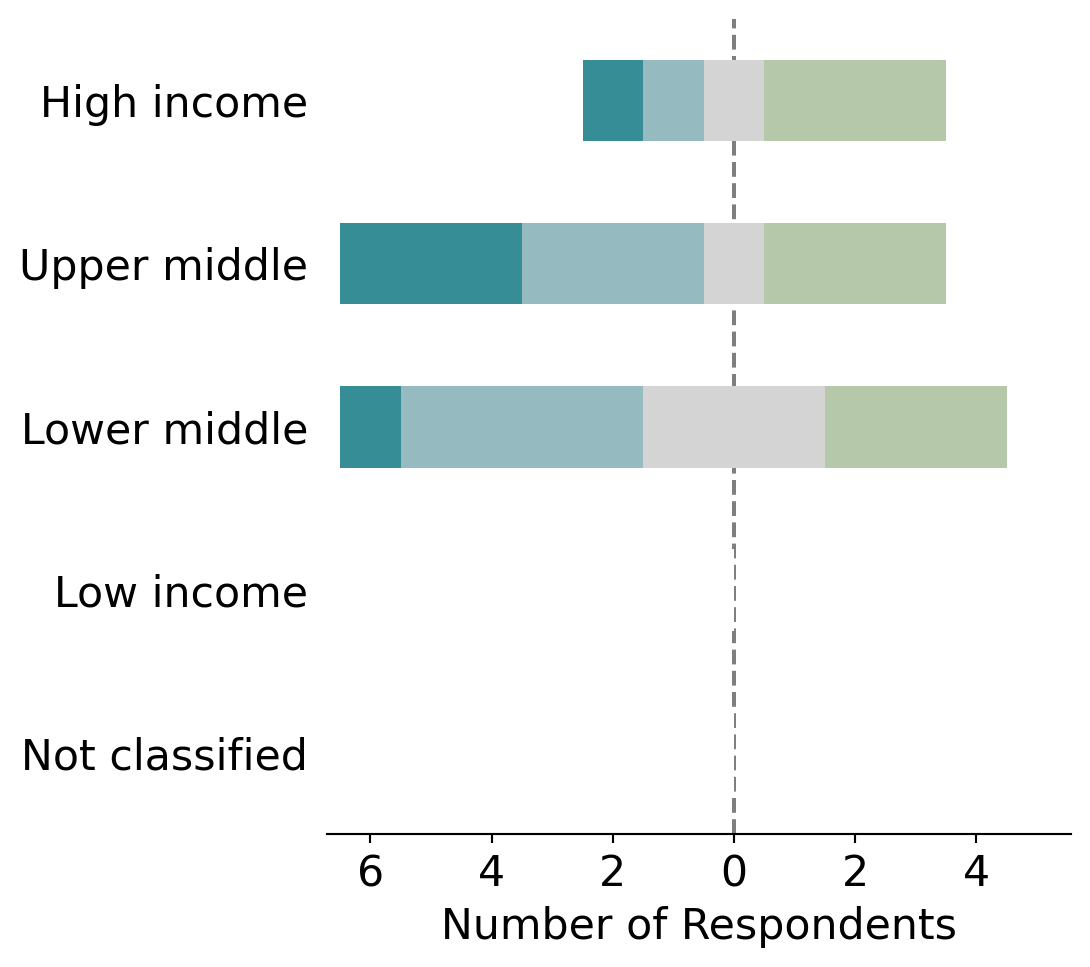 High income
Upper middle
Lower middle
Low income
Not classified
6 4 2 0 2 4
Number of Respondents